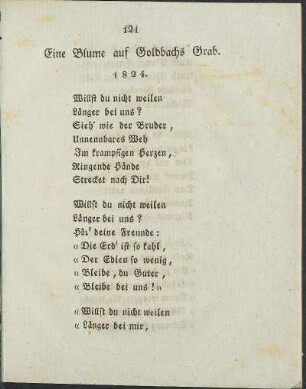 121
Eine Blume auf Goldbachs Grab.
1824.
Willst du nicht weilen
Länger bei uns?
Sieh' wie der Bruder,
Unnennbares Weh
Im krampfigen Herzen,
Ringende Hände
Strecket nach Dir!
Willst du nicht weilen
Länger bei uns?
Hör' deine Freunde:
« Die Erd' ist so kahl,
« Der Edlen so wenig,
« Bleibe, du Guter,
« Bleibe bei uns!»
« Willst du nicht weilen
« Länger bei mir,